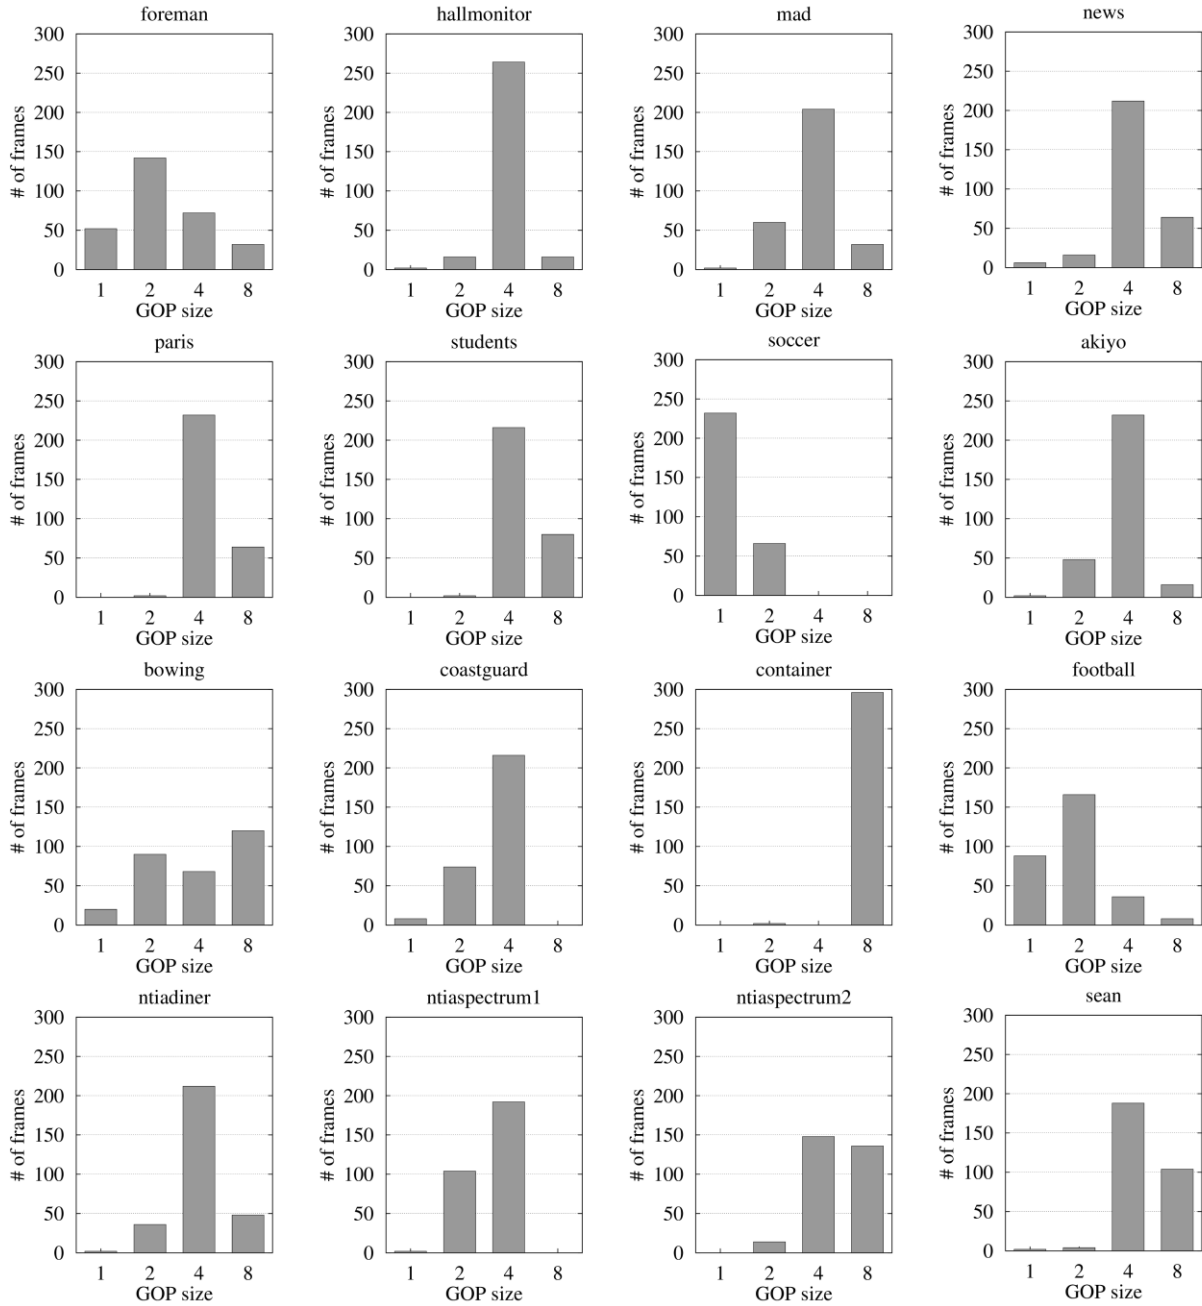 foreman
300
250
200
150
100
50
0
# of frames
1 2 4 8
GOP size
hallmonitor
300
250
200
150
100
50
0
# of frames
1 2 4 8
GOP size
mad
300
250
200
150
100
50
0
# of frames
1 2 4 8
GOP size
news
300
250
200
150
100
50
0
# of frames
1 2 4 8
GOP size
paris
300
250
200
150
100
50
0
# of frames
1 2 4 8
GOP size
students
300
250
200
150
100
50
0
# of frames
1 2 4 8
GOP size
soccer
300
250
200
150
100
50
0
# of frames
1 2 4 8
GOP size
akiyo
300
250
200
150
100
50
0
# of frames
1 2 4 8
GOP size
bowing
300
250
200
150
100
50
0
# of frames
1 2 4 8
GOP size
coastguard
300
250
200
150
100
50
0
# of frames
1 2 4 8
GOP size
container
300
250
200
150
100
50
0
# of frames
1 2 4 8
GOP size
football
300
250
200
150
100
50
0
# of frames
1 2 4 8
GOP size
ntiadiner
300
250
200
150
100
50
0
# of frames
1 2 4 8
GOP size
ntiaspectrum1
300
250
200
150
100
50
0
# of frames
1 2 4 8
GOP size
ntiaspectrum2
300
250
200
150
100
50
0
# of frames
1 2 4 8
GOP size
sean
300
250
200
150
100
50
0
# of frames
1 2 4 8
GOP size